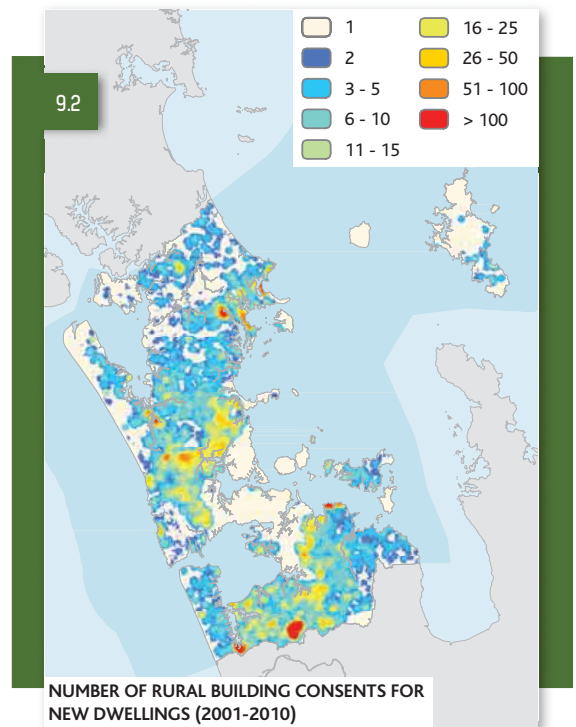 9.2
1
2
3 - 5
6 - 10
11 - 15
16 - 25
26 - 50
51 - 100
> 100
NUMBER OF RURAL BUILDING CONSENTS FOR
NEW DWELLINGS (2001-2010)